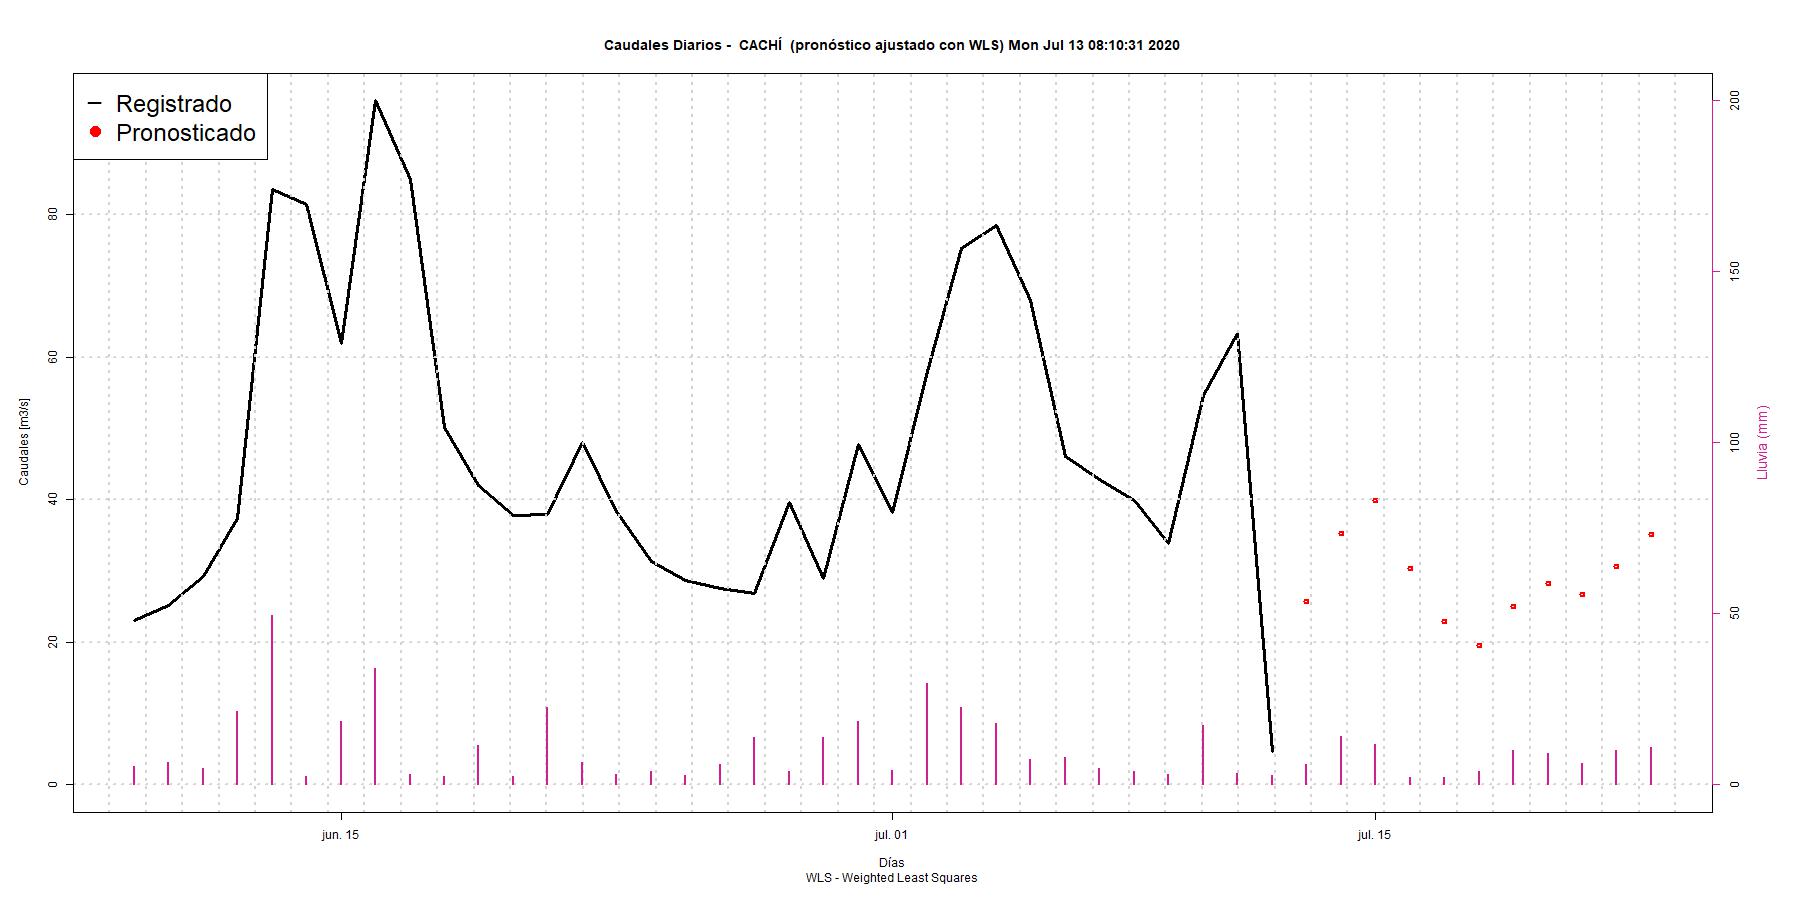 Caudales Diarios -  CACHÍ  (pronóstico ajustado con WLS) Mon Jul 13 08:10:31 2020
Registrado
Pronosticado
Caudales [m3/s]
80
60
40
20
0
200
150
100
50
0
Lluvia (mm)
jun. 15
jul. 01
jul. 15
Días
WLS - Weighted Least Squares